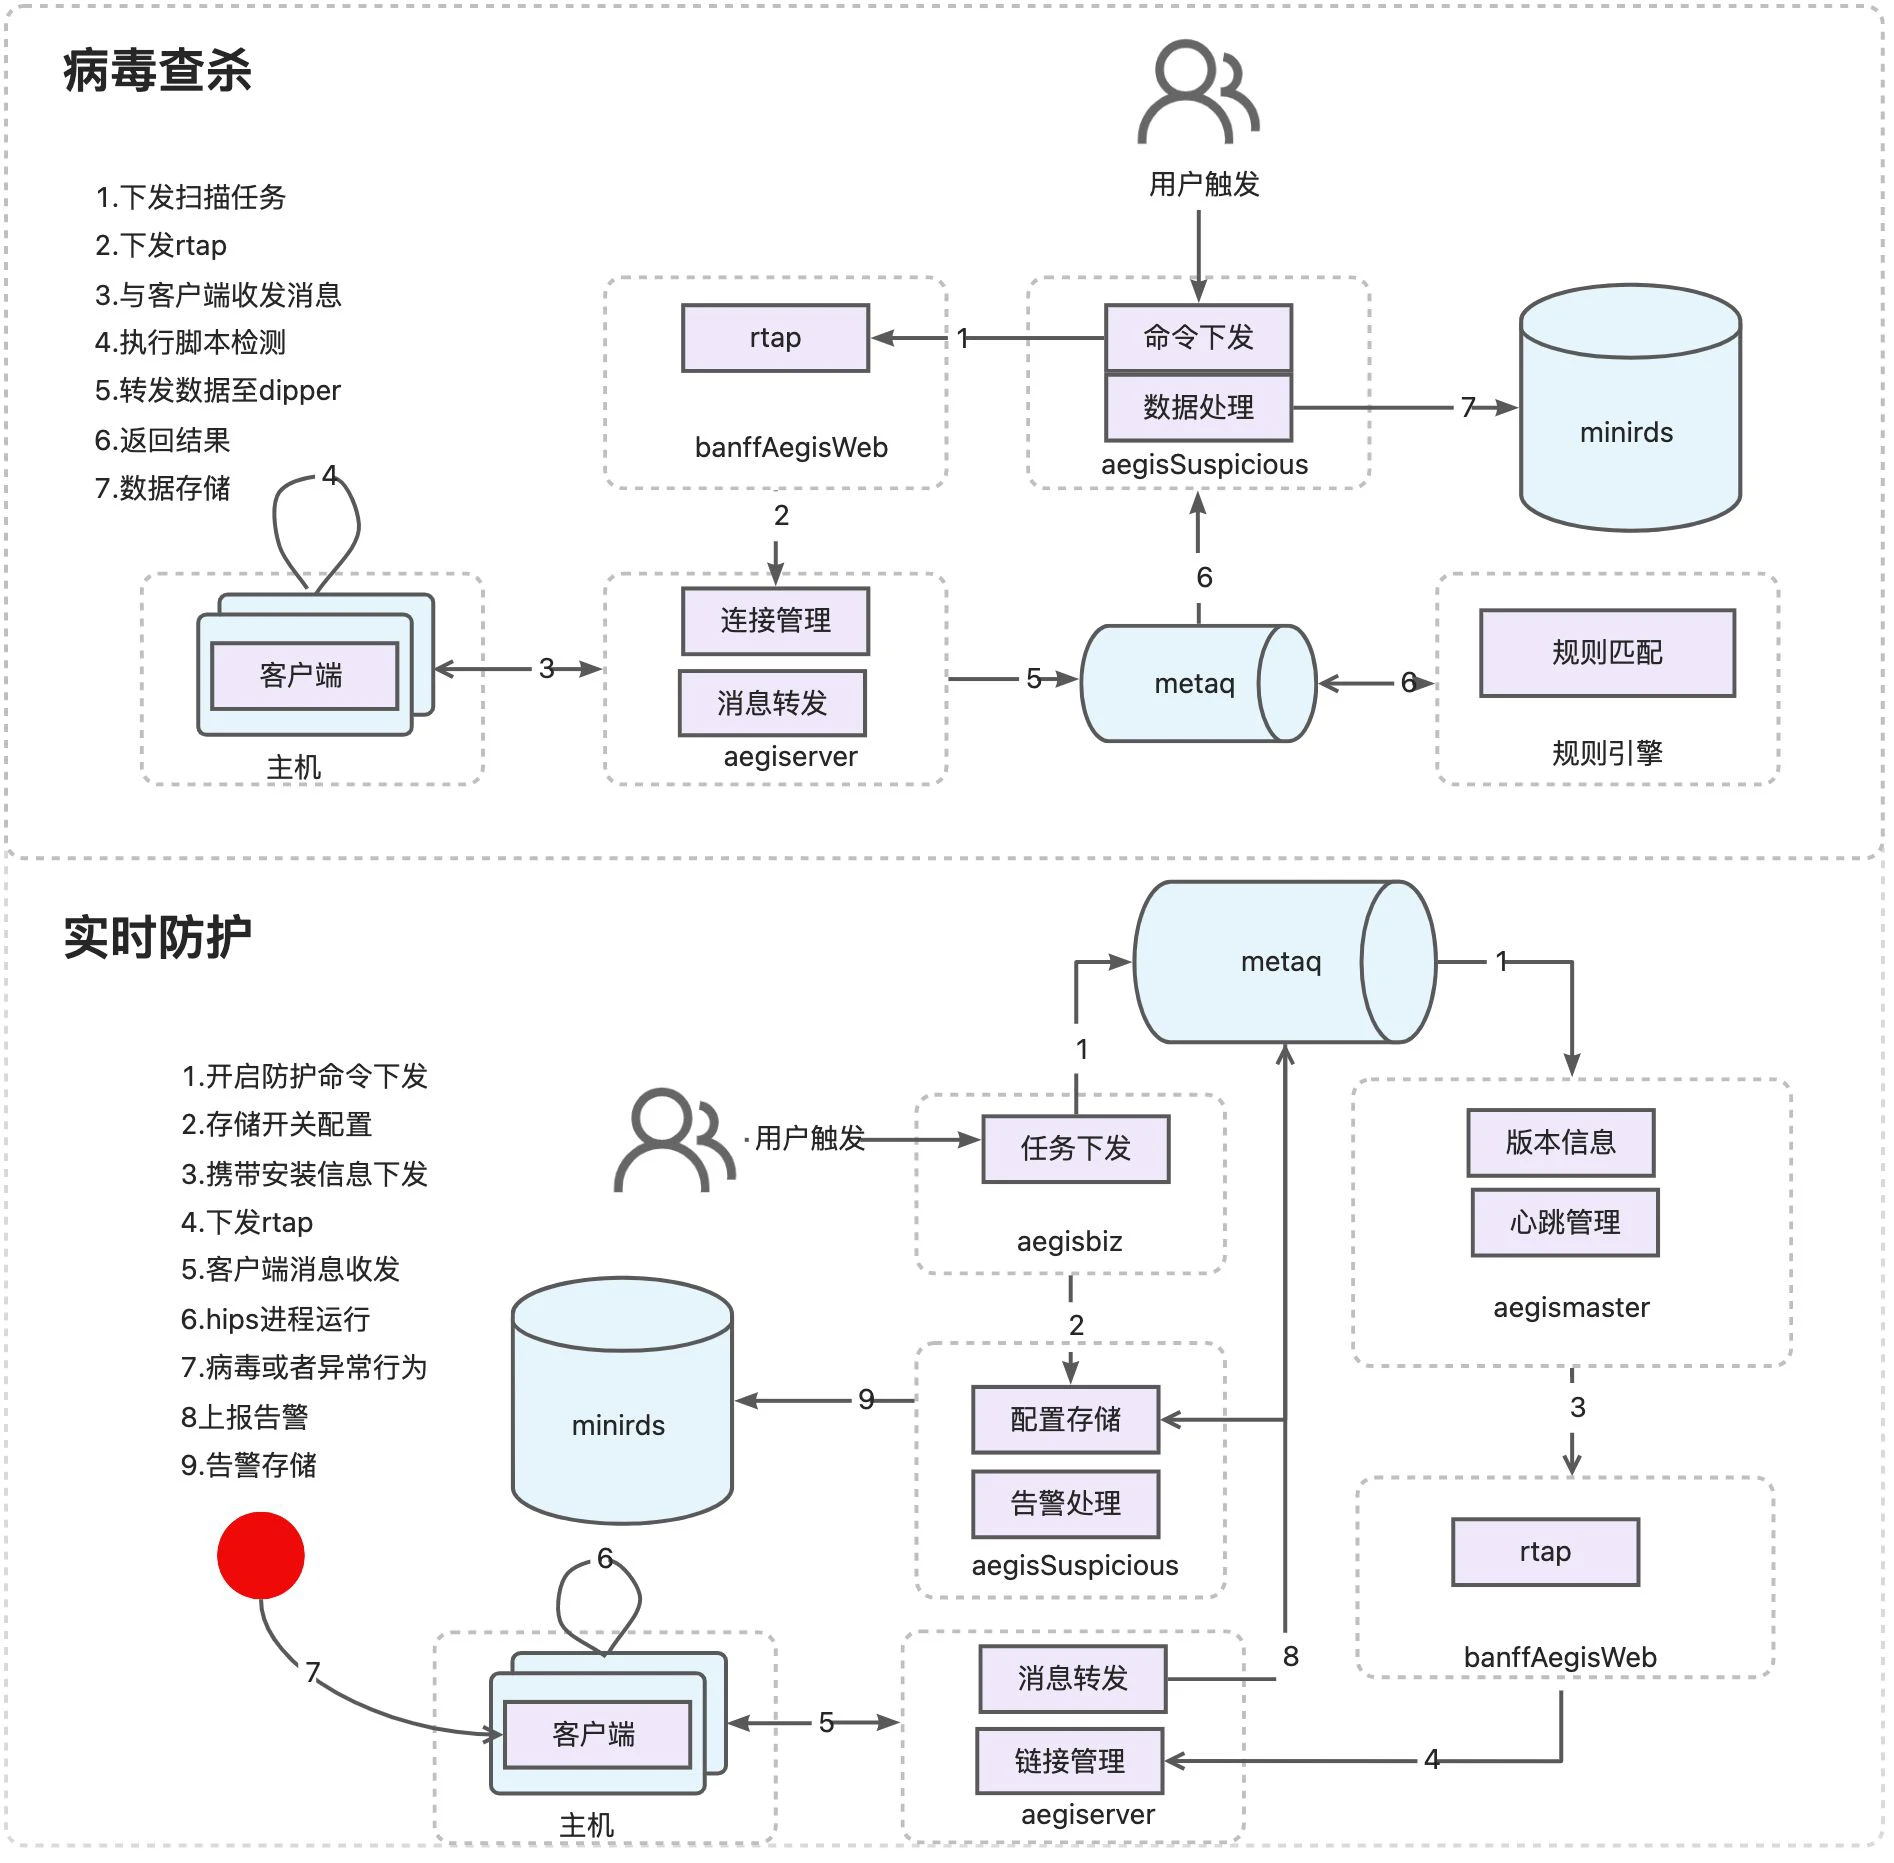 病毒查杀
用户触发
1.下发扫描任务
2.下发rtap
3.与客户端收发消息
4.执行脚本检测
5.转发数据至dipper
6.返回结果
7.数据存储
rtap
1
命令下发
数据处理
7
minirds
banffAegisWeb
aegisSuspicious
4
2
6
连接管理
规则匹配
客户端
3
消息转发
5
metaq
6
主机
aegiserver
规则引擎
实时防护
metaq
1
1
1.开启防护命令下发
2.存储开关配置
3.携带安装信息下发
4.下发rtap
5.客户端消息收发
6.hips进程运行
7.病毒或者异常行为
8上报告警
9.告警存储
用户触发
任务下发
版本信息
心跳管理
aegisbiz
aegismaster
2
3
minirds
9
配置存储
告警处理
aegisSuspicious
rtap
6
banffAegisWeb
7
消息转发
8
客户端
5
链接管理
4
主机
aegiserver